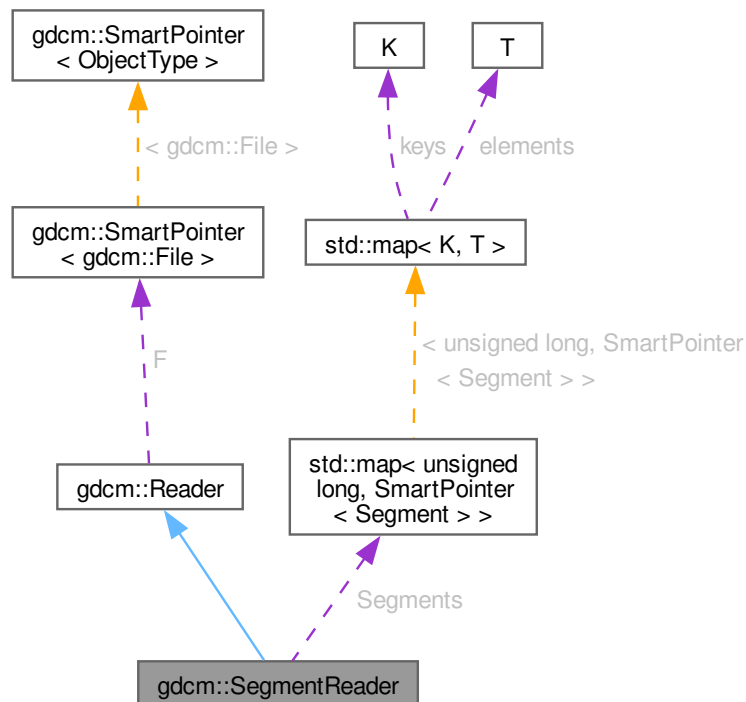 gdcm::SmartPointer
< ObjectType >
K
T
< gdcm::File >
keys
elements
gdcm::SmartPointer
< gdcm::File >
std::map< K, T >
F
< unsigned long, SmartPointer
< Segment > >
gdcm::Reader
std::map< unsigned
long, SmartPointer
< Segment > >
Segments
gdcm::SegmentReader